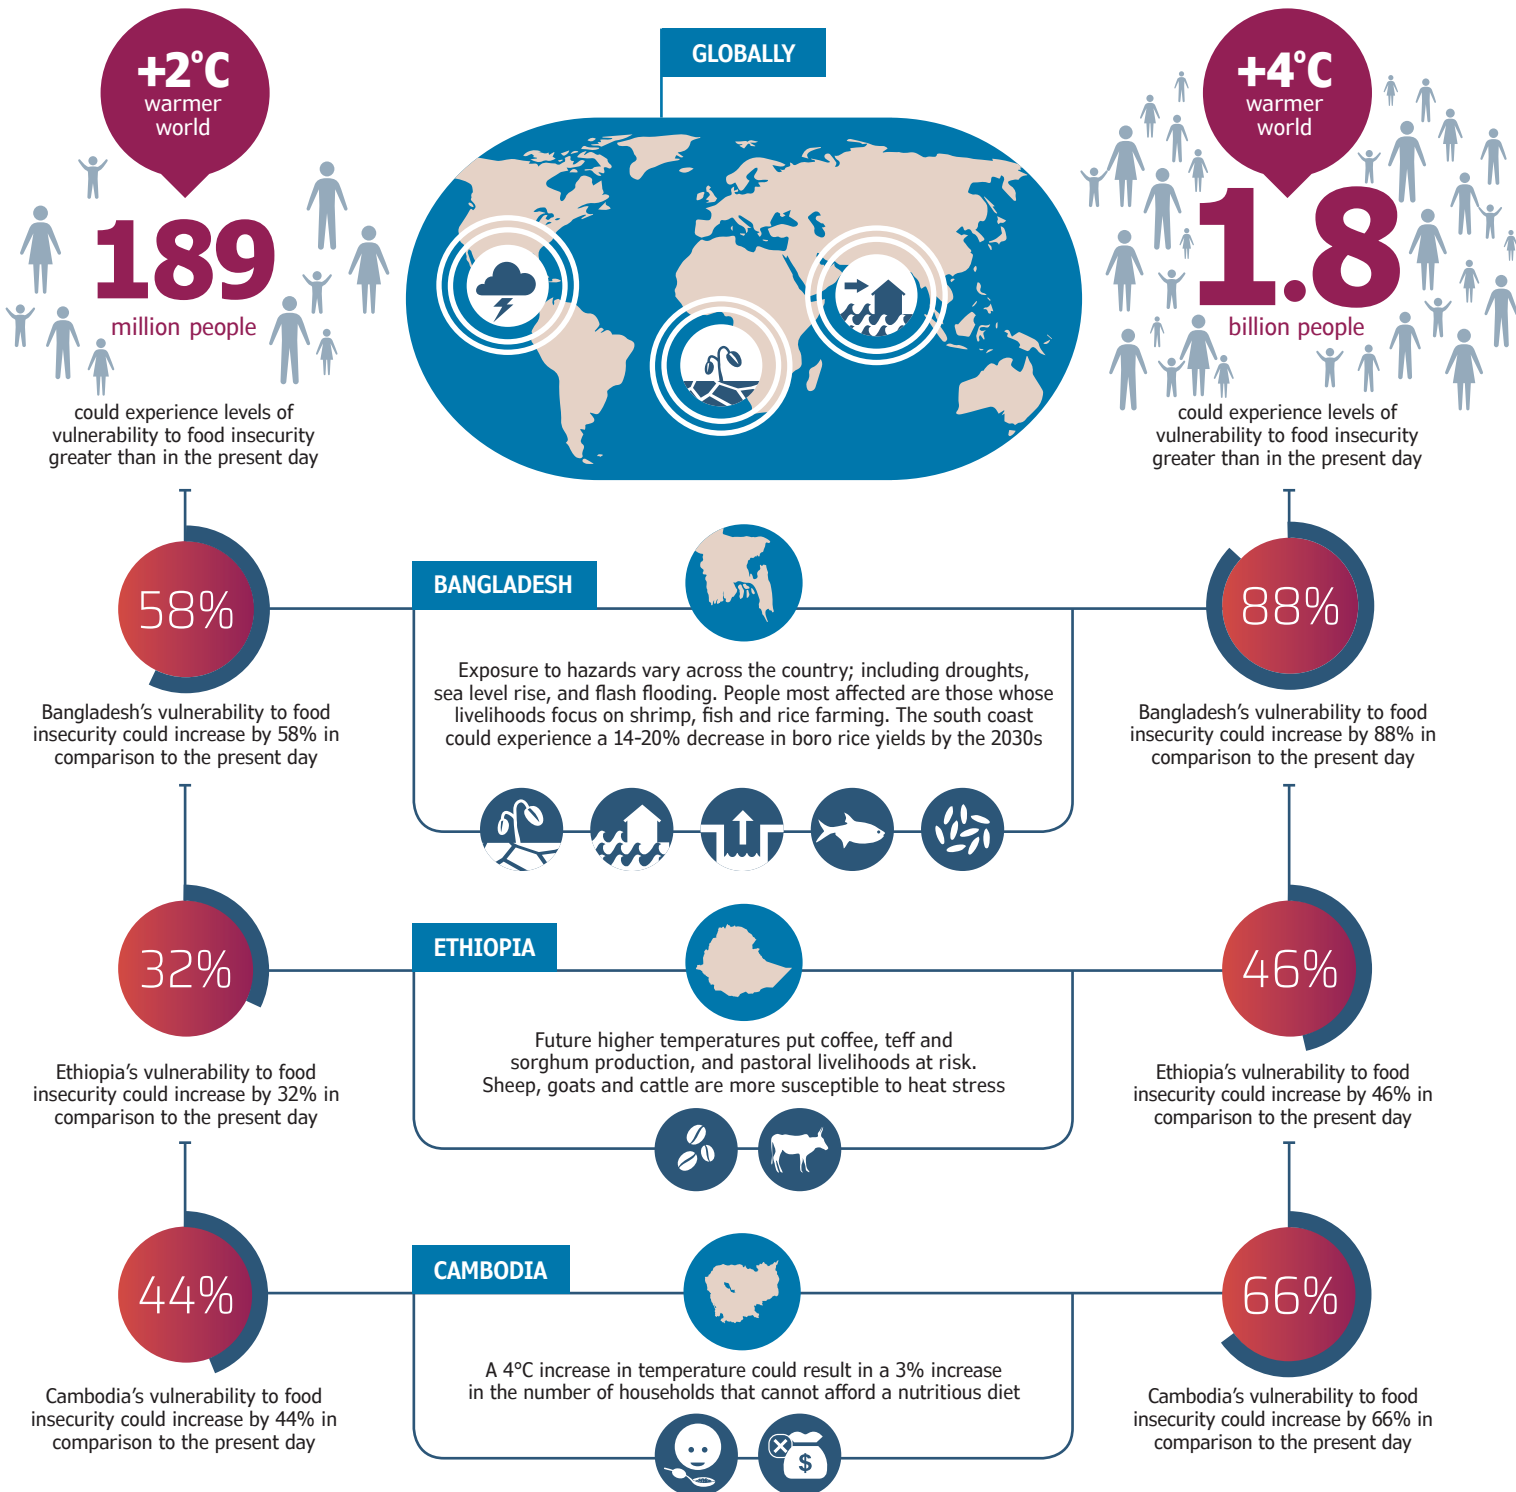 +2°C
warmer
world
189
million people
could experience levels of
vulnerability to food insecurity
greater than in the present day
GLOBALLY
+4°C
warmer
world
1.8
billion people
could experience levels of
vulnerability to food insecurity
greater than in the present day
58%
Bangladesh’s vulnerability to food
insecurity could increase by 58% in
comparison to the present day
BANGLADESH
Exposure to hazards vary across the country; including droughts,
sea level rise, and flash flooding. People most affected are those whose
livelihoods focus on shrimp, fish and rice farming. The south coast
could experience a 14-20% decrease in boro rice yields by the 2030s
88%
Bangladesh’s vulnerability to food
insecurity could increase by 88% in
comparison to the present day
32%
Ethiopia’s vulnerability to food
insecurity could increase by 32% in
comparison to the present day
ETHIOPIA
Future higher temperatures put coffee, teff and
sorghum production, and pastoral livelihoods at risk.
Sheep, goats and cattle are more susceptible to heat stress
46%
Ethiopia’s vulnerability to food
insecurity could increase by 46% in
comparison to the present day
44%
Cambodia’s vulnerability to food
insecurity could increase by 44% in
comparison to the present day
CAMBODIA
A 4°C increase in temperature could result in a 3% increase
in the number of households that cannot afford a nutritious diet
$
66%
Cambodia’s vulnerability to food
insecurity could increase by 66% in
comparison to the present day